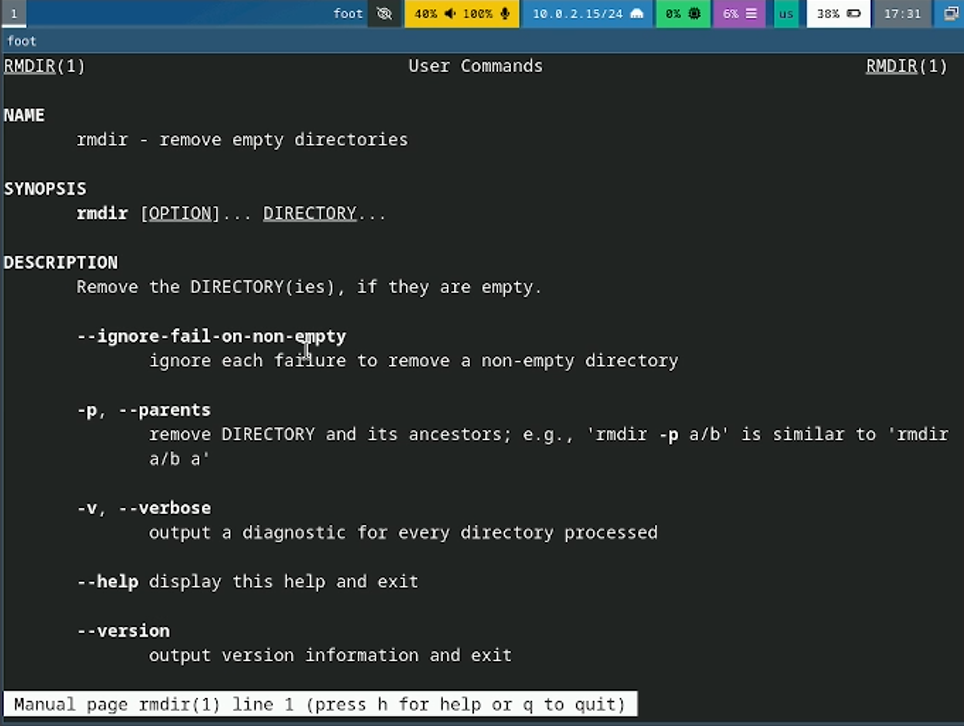 1 foot 40% 100% 10.0.2.15/24 0% 6% us 38% 17:31
foot
RMDIR(1) User Commands RMDIR(1)
NAME
rmdir - remove empty directories
SYNOPSIS
rmdir [OPTION]... DIRECTORY...
DESCRIPTION
Remove the DIRECTORY(ies), if they are empty.
--ignore-fail-on-non-empty
ignore each failure to remove a non-empty directory
-p, --parents
remove DIRECTORY and its ancestors; e.g., 'rmdir -p a/b' is similar to 'rmdir
a/b a'
-v, --verbose
output a diagnostic for every directory processed
--help display this help and exit
--version
output version information and exit
Manual page rmdir(1) line 1 (press h for help or q to quit)